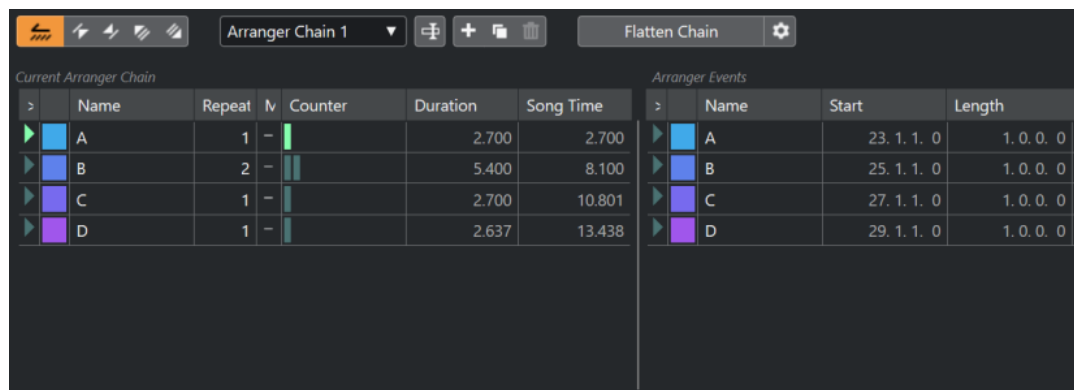 Arranger Chain 1 Flatten Chain
Current Arranger Chain Arranger Events
Name Repeat M Counter Duration Song Time Name Start Length
A 1 – 2.700 2.700 A 23. 1. 1. 0 1. 0. 0. 0
B 2 – 5.400 8.100 B 25. 1. 1. 0 1. 0. 0. 0
C 1 – 2.700 10.801 C 27. 1. 1. 0 1. 0. 0. 0
D 1 – 2.637 13.438 D 29. 1. 1. 0 1. 0. 0. 0